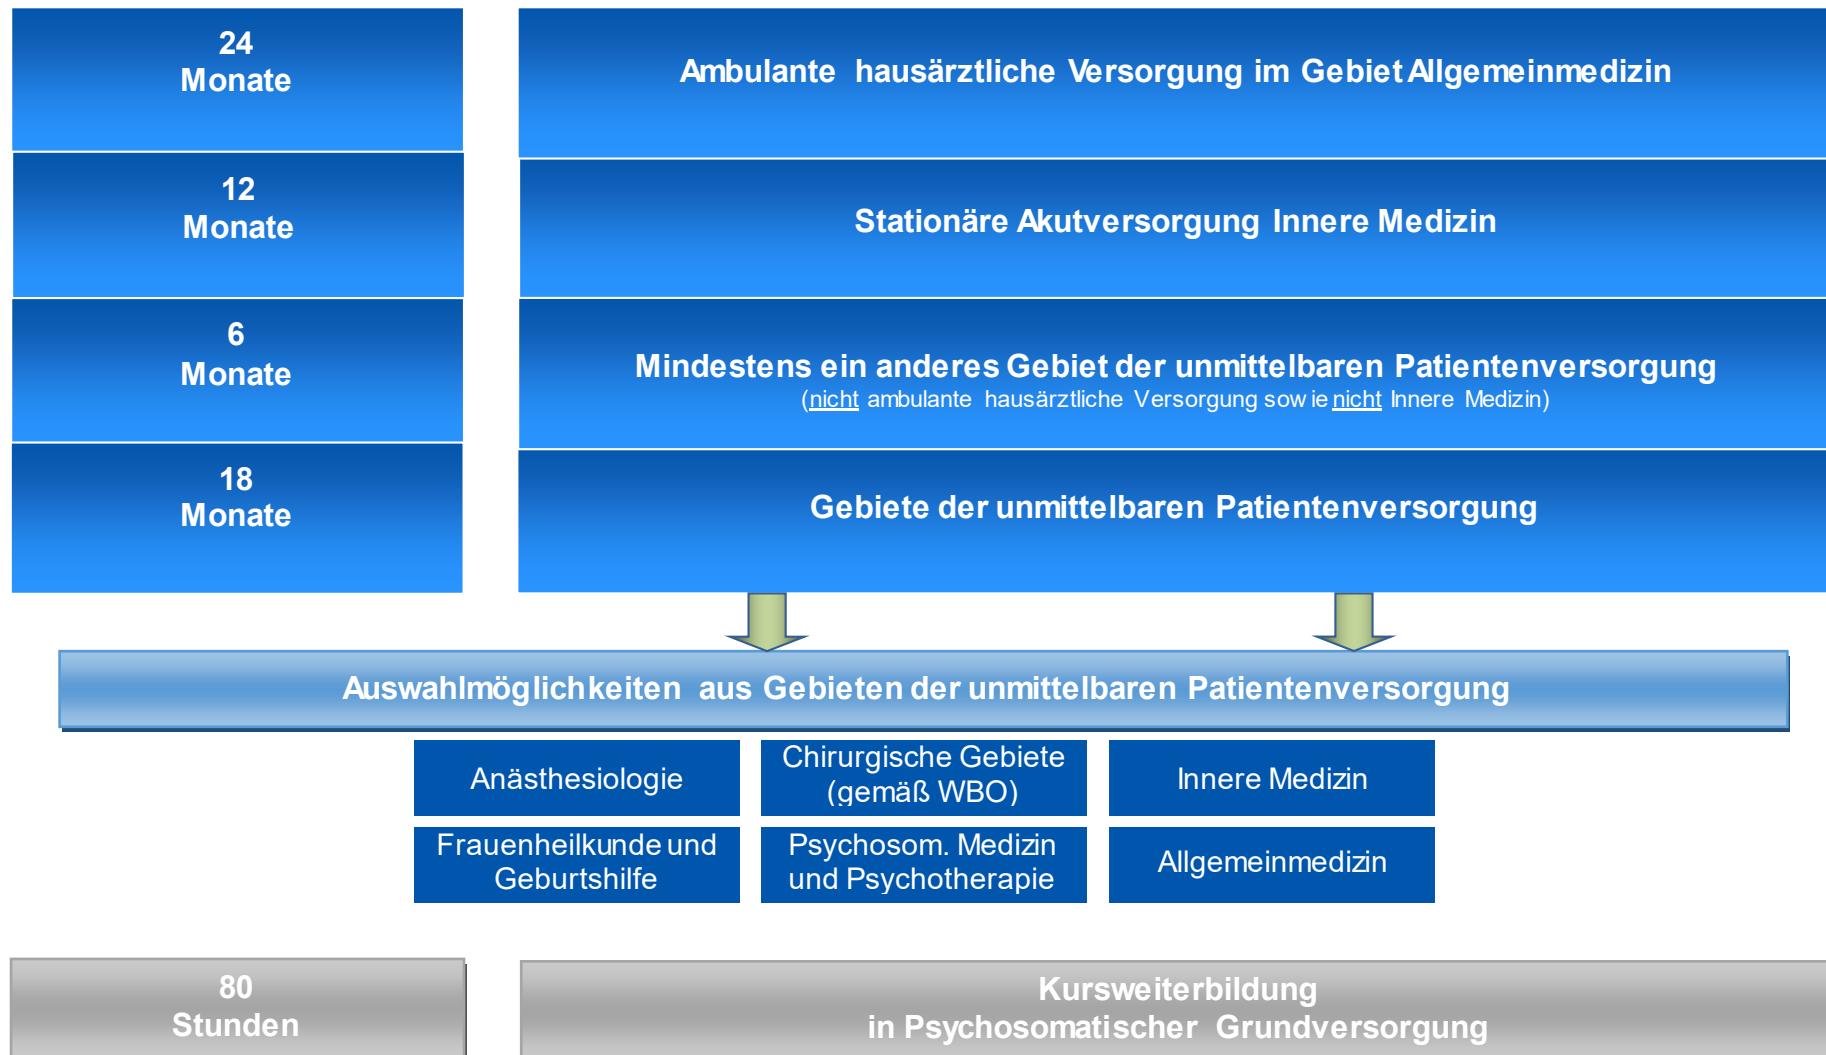 24
Monate
Ambulante hausärztliche Versorgung im Gebiet Allgemeinmedizin
12
Monate
Stationäre Akutversorgung Innere Medizin
6
Monate
Mindestens ein anderes Gebiet der unmittelbaren Patientenversorgung
(nicht ambulante hausärztliche Versorgung sowie nicht Innere Medizin)
18
Monate
Gebiete der unmittelbaren Patientenversorgung
Auswahlmöglichkeiten aus Gebieten der unmittelbaren Patientenversorgung
Anästhesiologie
Chirurgische Gebiete
(gemäß WBO)
Innere Medizin
Frauenheilkunde und
Geburtshilfe
Psychosom. Medizin
und Psychotherapie
Allgemeinmedizin
80
Stunden
Kursweiterbildung
in Psychosomatischer Grundversorgung